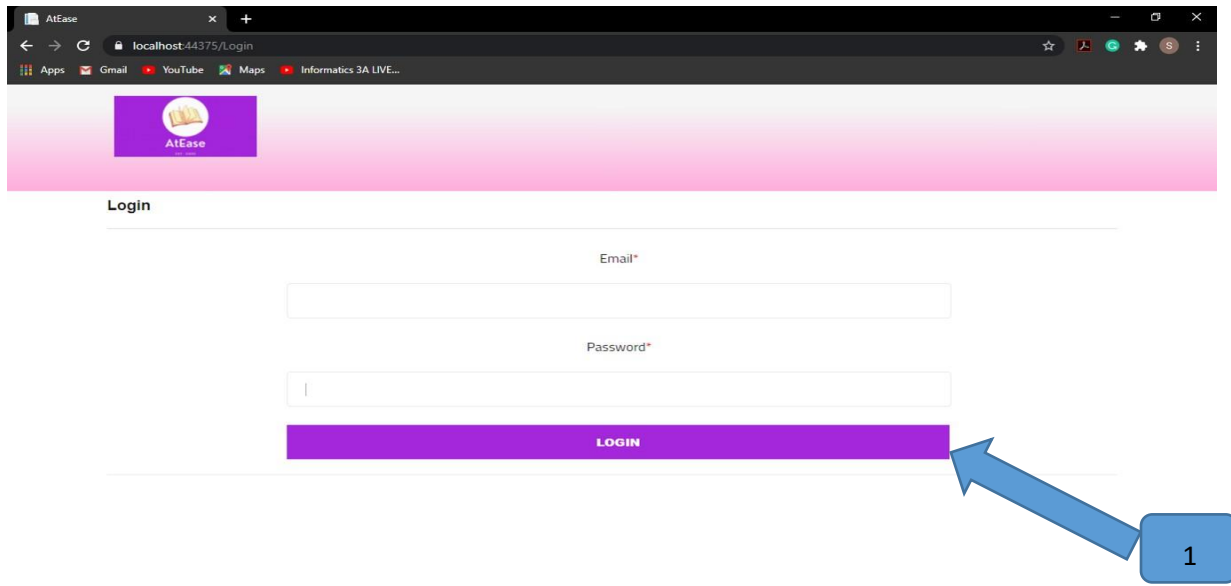 AtEase
localhost:44375/Login
Apps Gmail YouTube Maps Informatics 3A LIVE...
S
AtEase
Login
Email*
Password*
LOGIN
1